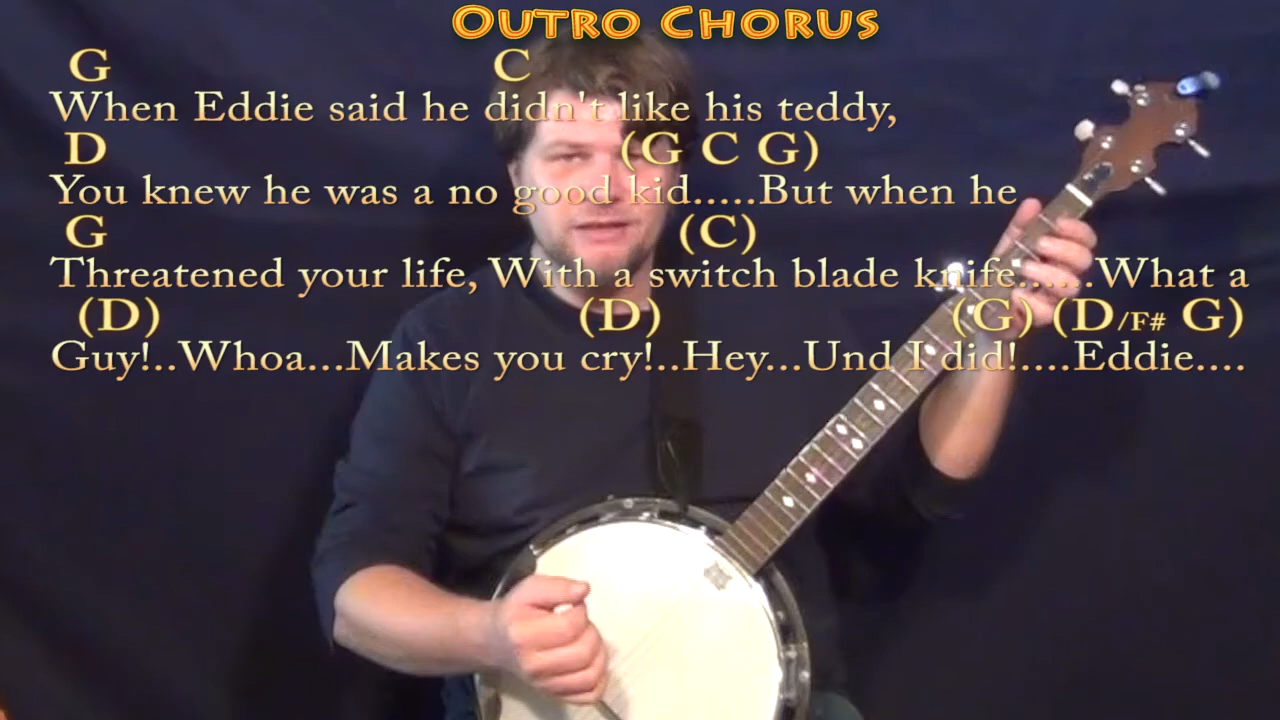 OUTRO CHORUS
G C
When Eddie said he didn't like his teddy,
D (G C G)
You knew he was a no good kid.....But when he
G (C)
Threatened your life, With a switch blade knife......What a
(D) (D) (G) (D/F# G)
Guy!..Whoa...Makes you cry!..Hey...Und I did!....Eddie....